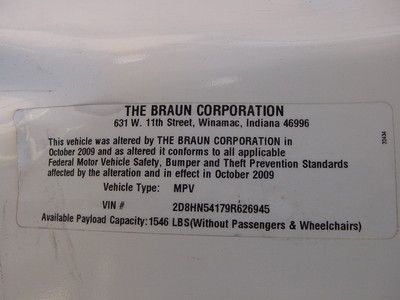 THE BRAUN CORPORATION
631 W. 11th Street, Winamac, Indiana 46996
This vehicle was altered by THE BRAUN CORPORATION in
October 2009 and as altered it conforms to all applicable
Federal Motor Vehicle Safety, Bumper and Theft Prevention Standards
affected by the alteration and in effect in October 2009
Vehicle Type: MPV
VIN # 2D8HN54179R626945
Available Payload Capacity:1546 LBS(Without Passengers & Wheelchairs)